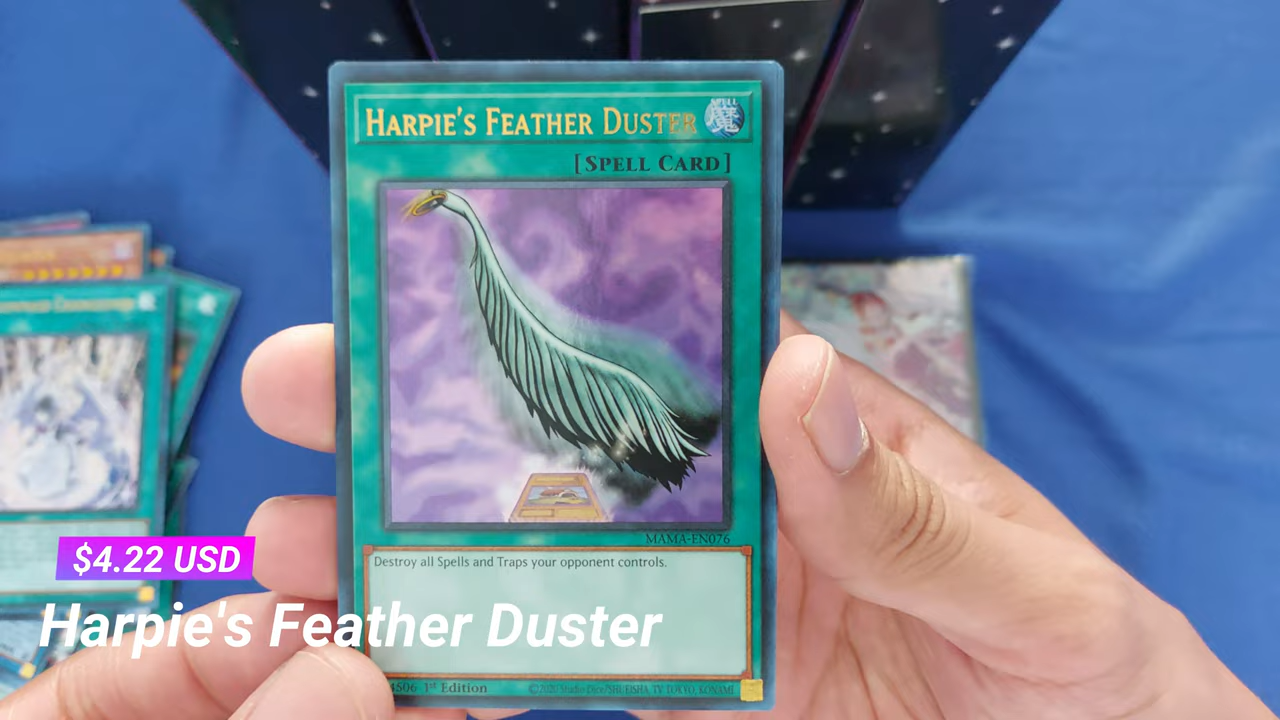 HARPIE'S FEATHER DUSTER
SPELL
魔
[SPELL CARD]
MAMA-EN076
Destroy all Spells and Traps your opponent controls.
$4.22 USD
Harpie's Feather Duster
1st Edition
©2020 Studio Dice/SHUEISHA, TV TOKYO, KONAMI